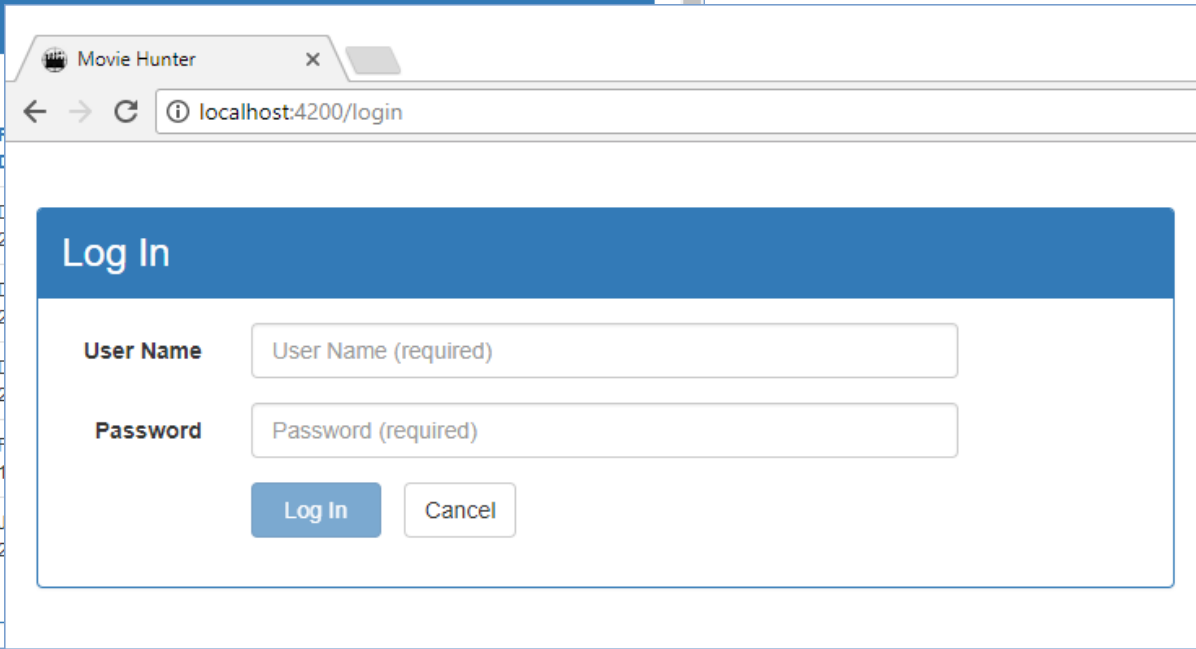 Movie Hunter
localhost:4200/login
Log In
User Name User Name (required)
Password Password (required)
Log In Cancel